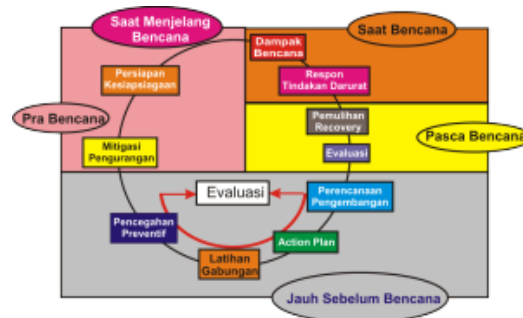 Saat Menjelang
Bencana
Saat Bencana
Dampak
Bencana
Persiapan
Kesiapsiagaan
Respon
Tindakan Darurat
Pra Bencana
Pemulihan
Recovery
Pasca Bencana
Mitigasi
Pengurangan
Evaluasi
Evaluasi
Perencanaan
Pengembangan
Pencegahan
Preventif
Action Plan
Latihan
Gabungan
Jauh Sebelum Bencana